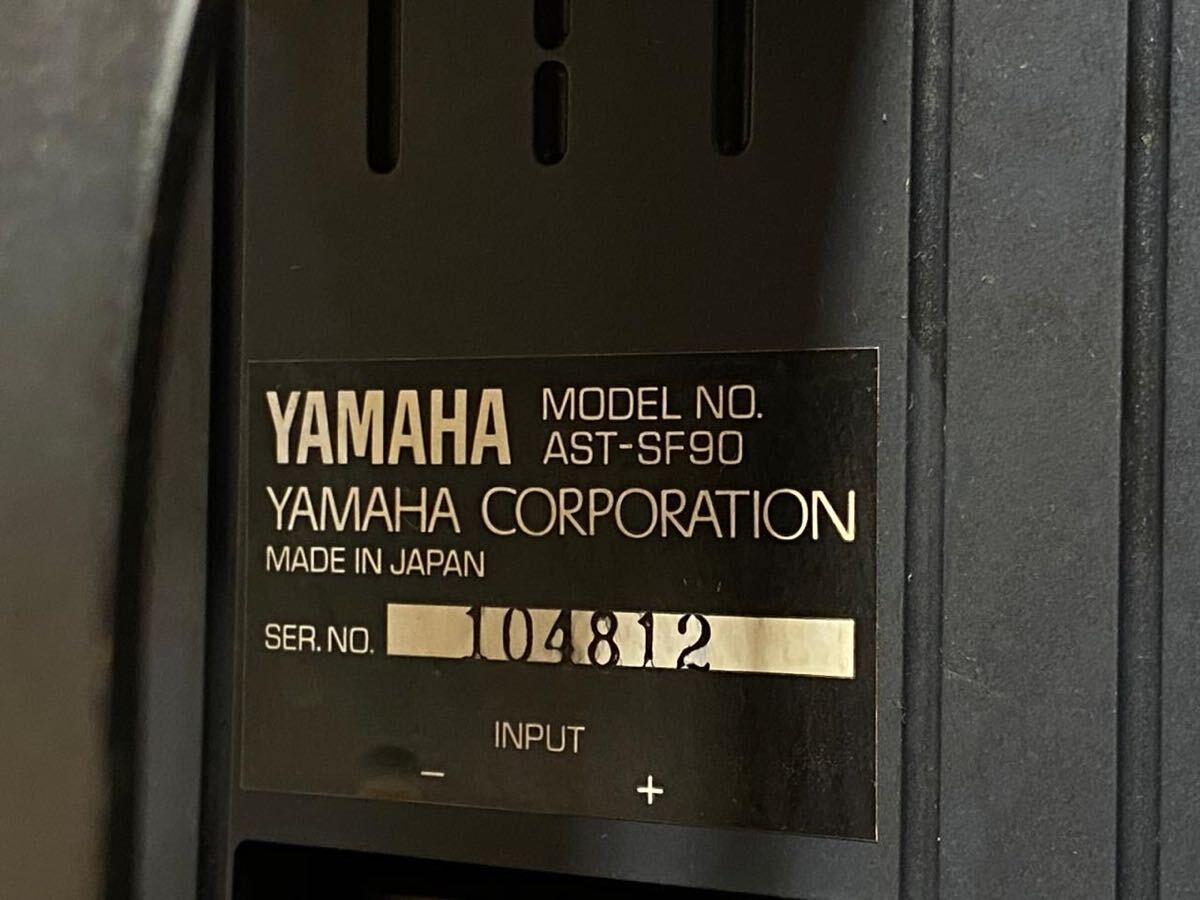 YAMAHA MODEL NO.
AST-SF90
YAMAHA CORPORATION
MADE IN JAPAN
SER. NO. 104812
INPUT
− +